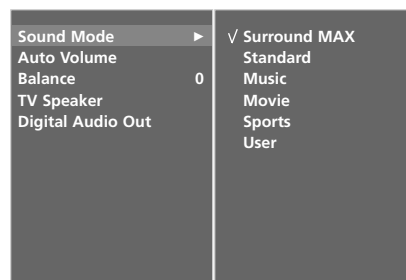 Sound Mode ►
Auto Volume
Balance 0
TV Speaker
Digital Audio Out
√ Surround MAX
Standard
Music
Movie
Sports
User